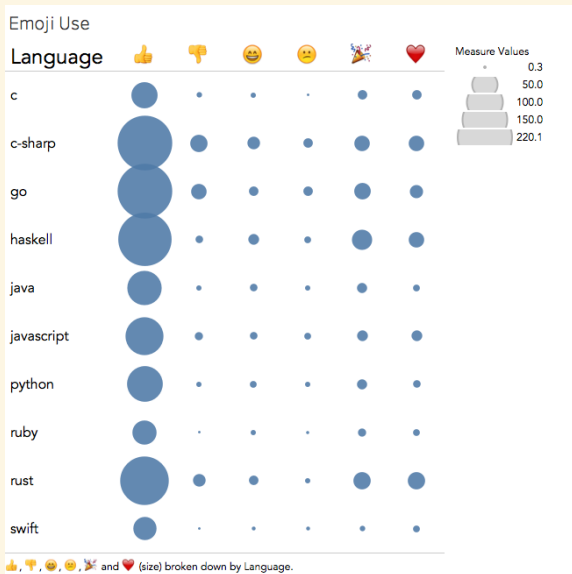 Emoji Use
Language 👍 👎 😄 😕 🎉 ❤️
Measure Values
0.3
50.0
100.0
150.0
220.1
c
c-sharp
go
haskell
java
javascript
python
ruby
rust
swift
👍, 👎, 😄, 😕, 🎉 and ❤️ (size) broken down by Language.